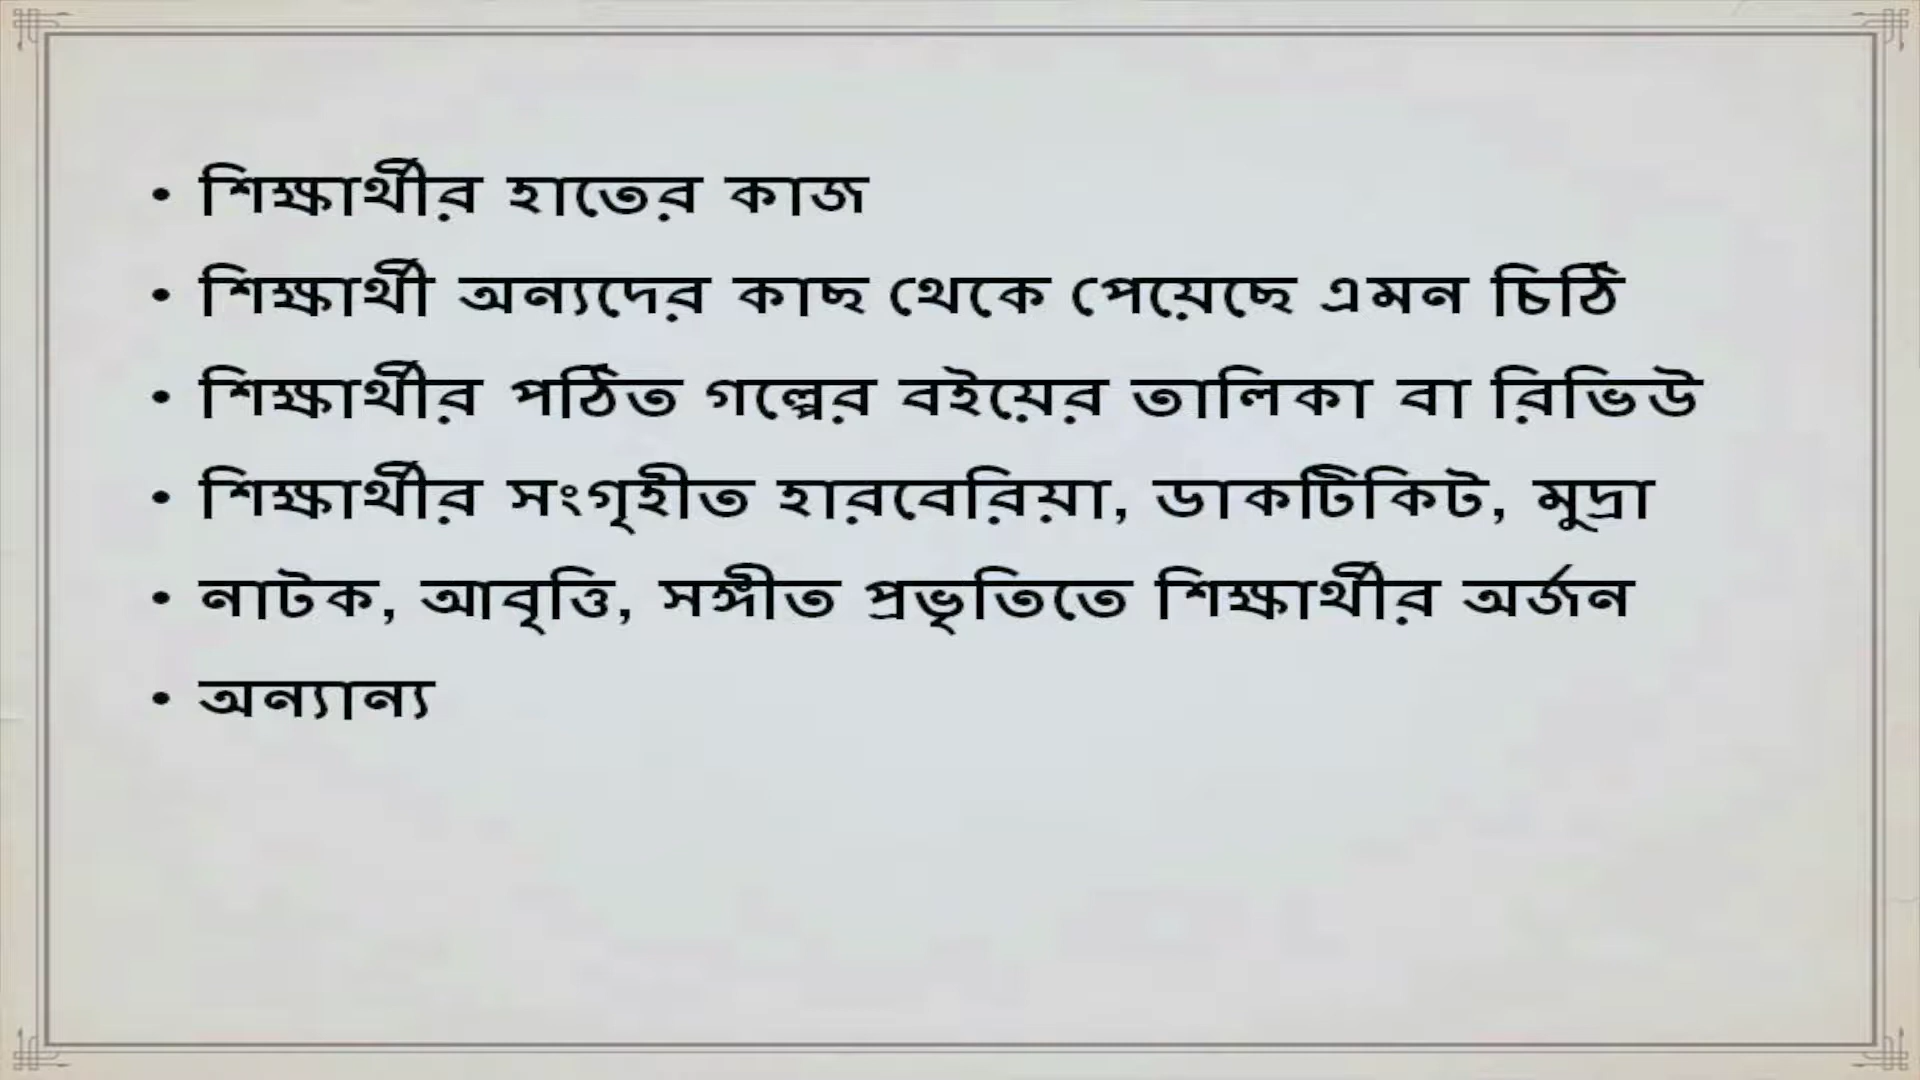 • শিক্ষার্থীর হাতের কাজ
• শিক্ষার্থী অন্যদের কাছ থেকে পেয়েছে এমন চিঠি
• শিক্ষার্থীর পঠিত গল্পের বইয়ের তালিকা বা রিভিউ
• শিক্ষার্থীর সংগৃহীত হারবেরিয়া, ডাকটিকিট, মুদ্রা
• নাটক, আবৃত্তি, সঙ্গীত প্রভৃতিতে শিক্ষার্থীর অর্জন
• অন্যান্য